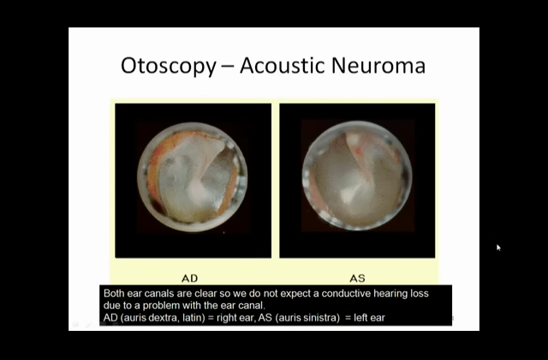 Otoscopy – Acoustic Neuroma
AD
AS
Both ear canals are clear so we do not expect a conductive hearing loss
due to a problem with the ear canal.
AD (auris dextra, latin) = right ear, AS (auris sinistra)  = left ear